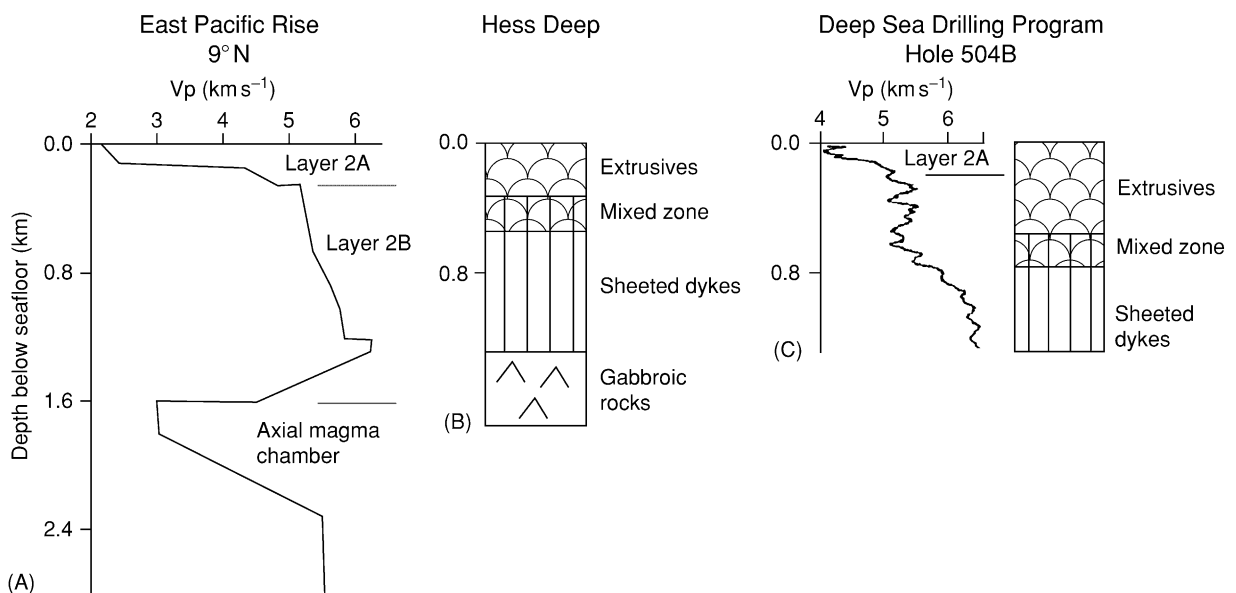 East Pacific Rise
9° N
Vp (km s⁻¹)
2 3 4 5 6
0.0
0.8
1.6
2.4
Depth below seafloor (km)
Layer 2A
Layer 2B
Axial magma
chamber
(A)
Hess Deep
0.0
0.8
Extrusives
Mixed zone
Sheeted dykes
Gabbroic
rocks
(B)
Deep Sea Drilling Program
Hole 504B
Vp (km s⁻¹)
4 5 6
0.0
0.8
Layer 2A
Extrusives
Mixed zone
Sheeted
dykes
(C)